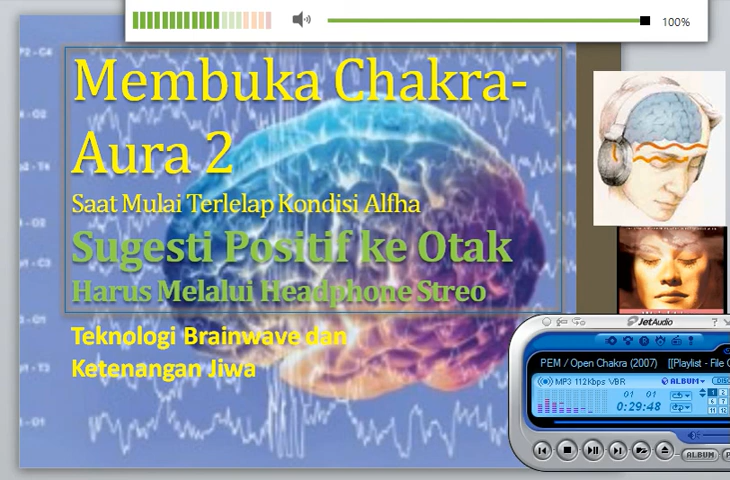 100%
Membuka Chakra-
Aura 2
Saat Mulai Terlelap Kondisi Alfha
Sugesti Positif ke Otak
Harus Melalui Headphone Streo
Teknologi Brainwave dan
Ketenangan Jiwa
JetAudio
PEM / Open Chakra (2007) [[Playlist - File
MP3 112Kbps VBR
ALBUM
01 01
0:29:48
ALBUM